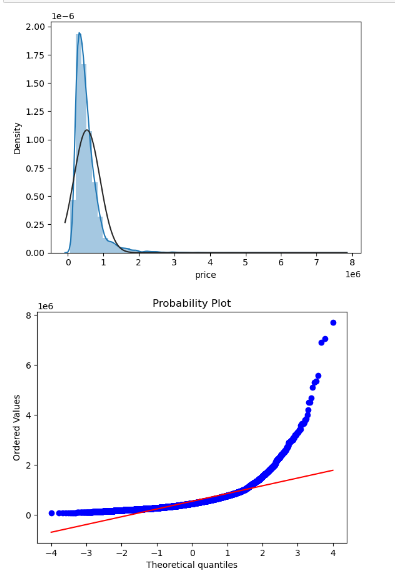 1e−6
2.00
1.75
1.50
1.25
1.00
0.75
0.50
0.25
0.00
Density
0 1 2 3 4 5 6 7 8
1e6
price
Probability Plot
1e6
8
6
4
2
0
Ordered Values
−4 −3 −2 −1 0 1 2 3 4
Theoretical quantiles